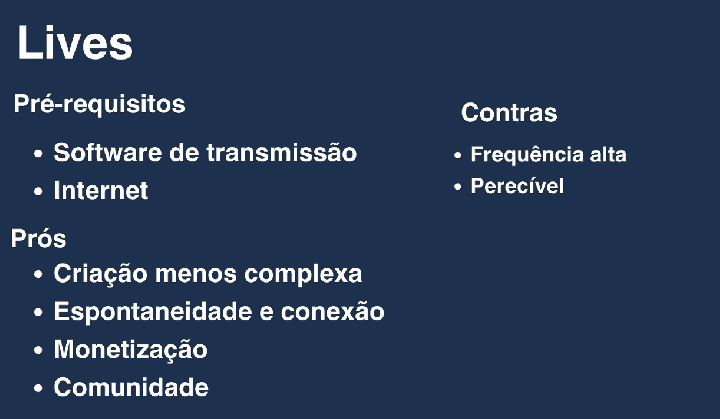 Lives
Pré-requisitos
• Software de transmissão
• Internet
Prós
• Criação menos complexa
• Espontaneidade e conexão
• Monetização
• Comunidade
Contras
• Frequência alta
• Perecível